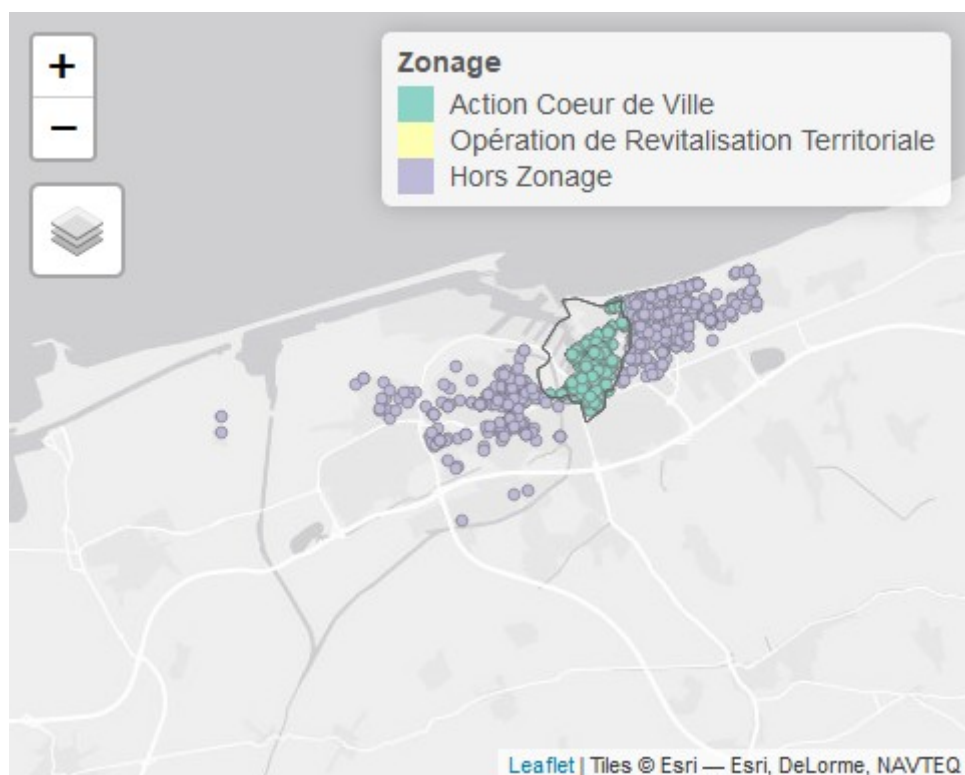 +
Zonage
Action Coeur de Ville
−
Opération de Revitalisation Territoriale
Hors Zonage
Leaflet | Tiles © Esri — Esri, DeLorme, NAVTEQ